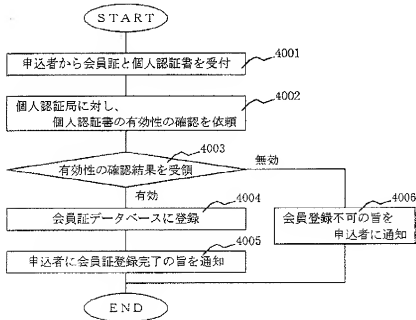 START
申込者から会員証と個人認証書を受付
4001
個人認証局に対し、
個人認証書の有効性の確認を依頼
4002
有効性の確認結果を受領
4003
無効
有効
会員証データベースに登録
4004
会員登録不可の旨を
申込者に通知
4006
申込者に会員証登録完了の旨を通知
4005
END